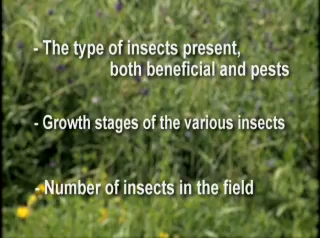 - The type of insects present,
both beneficial and pests
- Growth stages of the various insects
- Number of insects in the field